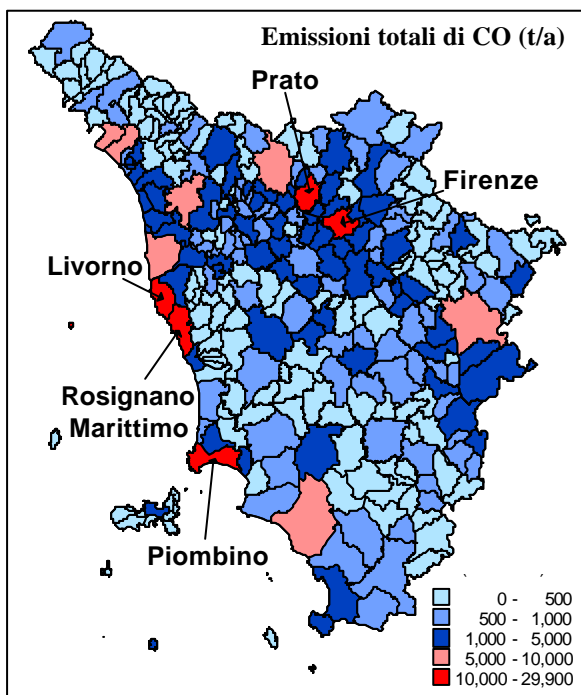 Emissioni totali di CO (t/a)
Prato
Firenze
Livorno
Rosignano
Marittimo
Piombino
0 - 500
500 - 1,000
1,000 - 5,000
5,000 - 10,000
10,000 - 29,900